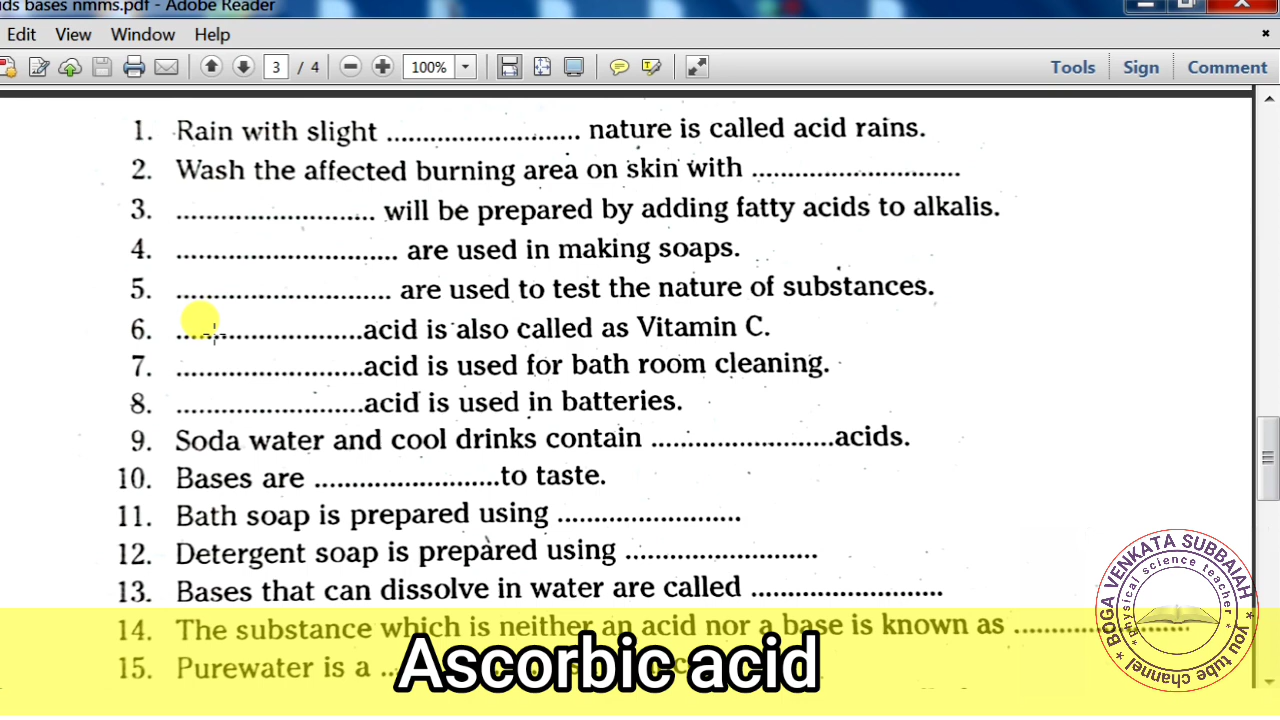 ids bases nmms.pdf - Adobe Reader
Edit View Window Help
3 / 4 100% Tools Sign Comment
1. Rain with slight .......................... nature is called acid rains.
2. Wash the affected burning area on skin with ............................
3. ........................... will be prepared by adding fatty acids to alkalis.
4. .............................. are used in making soaps.
5. ............................. are used to test the nature of substances.
6. .........................acid is also called as Vitamin C.
7. .........................acid is used for bath room cleaning.
8. .........................acid is used in batteries.
9. Soda water and cool drinks contain ........................acids.
10. Bases are .........................to taste.
11. Bath soap is prepared using .........................
12. Detergent soap is prepared using ..........................
13. Bases that can dissolve in water are called ..........................
14. The substance which is neither an acid nor a base is known as ........................
15. Purewater is a ...
Ascorbic acid
* BOGA VENKATA SUBBAIAH * you tube channel
physical science teacher